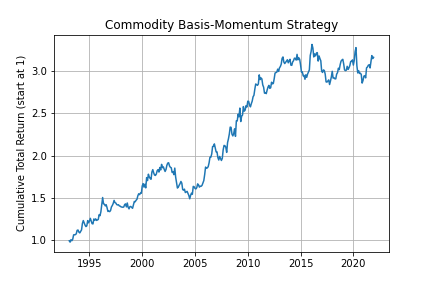 Commodity Basis-Momentum Strategy
Cumulative Total Return (start at 1)
3.0
2.5
2.0
1.5
1.0
1995 2000 2005 2010 2015 2020